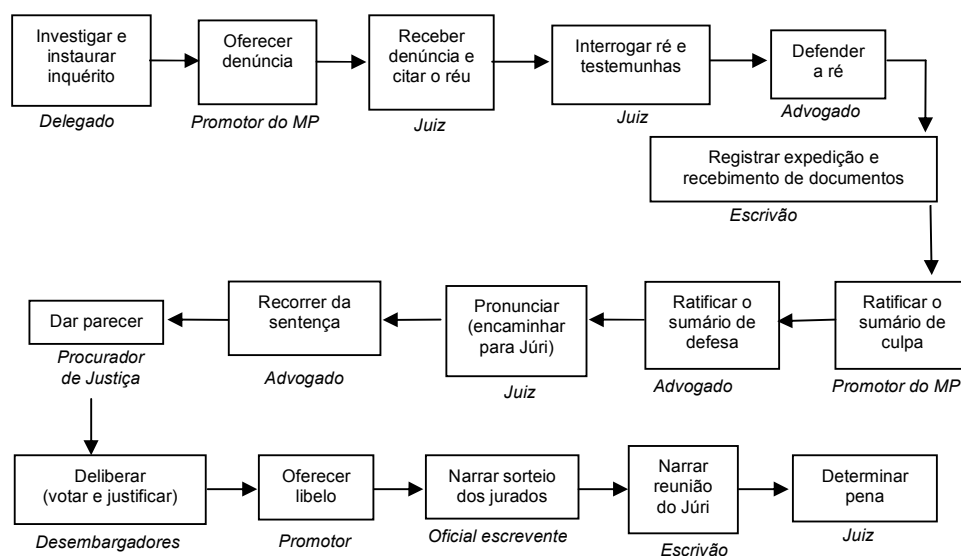 Investigar e
instaurar
inquérito
Delegado
Oferecer
denúncia
Promotor do MP
Receber
denúncia e
citar o réu
Juiz
Interrogar ré e
testemunhas
Juiz
Defender
a ré
Advogado
Registrar expedição e
recebimento de documentos
Escrivão
Ratificar o
sumário de
culpa
Promotor do MP
Ratificar o
sumário de
defesa
Advogado
Pronunciar
(encaminhar
para Júri)
Juiz
Recorrer da
sentença
Advogado
Dar parecer
Procurador
de Justiça
Deliberar
(votar e justificar)
Desembargadores
Oferecer
libelo
Promotor
Narrar sorteio
dos jurados
Oficial escrevente
Narrar
reunião
do Júri
Escrivão
Determinar
pena
Juiz